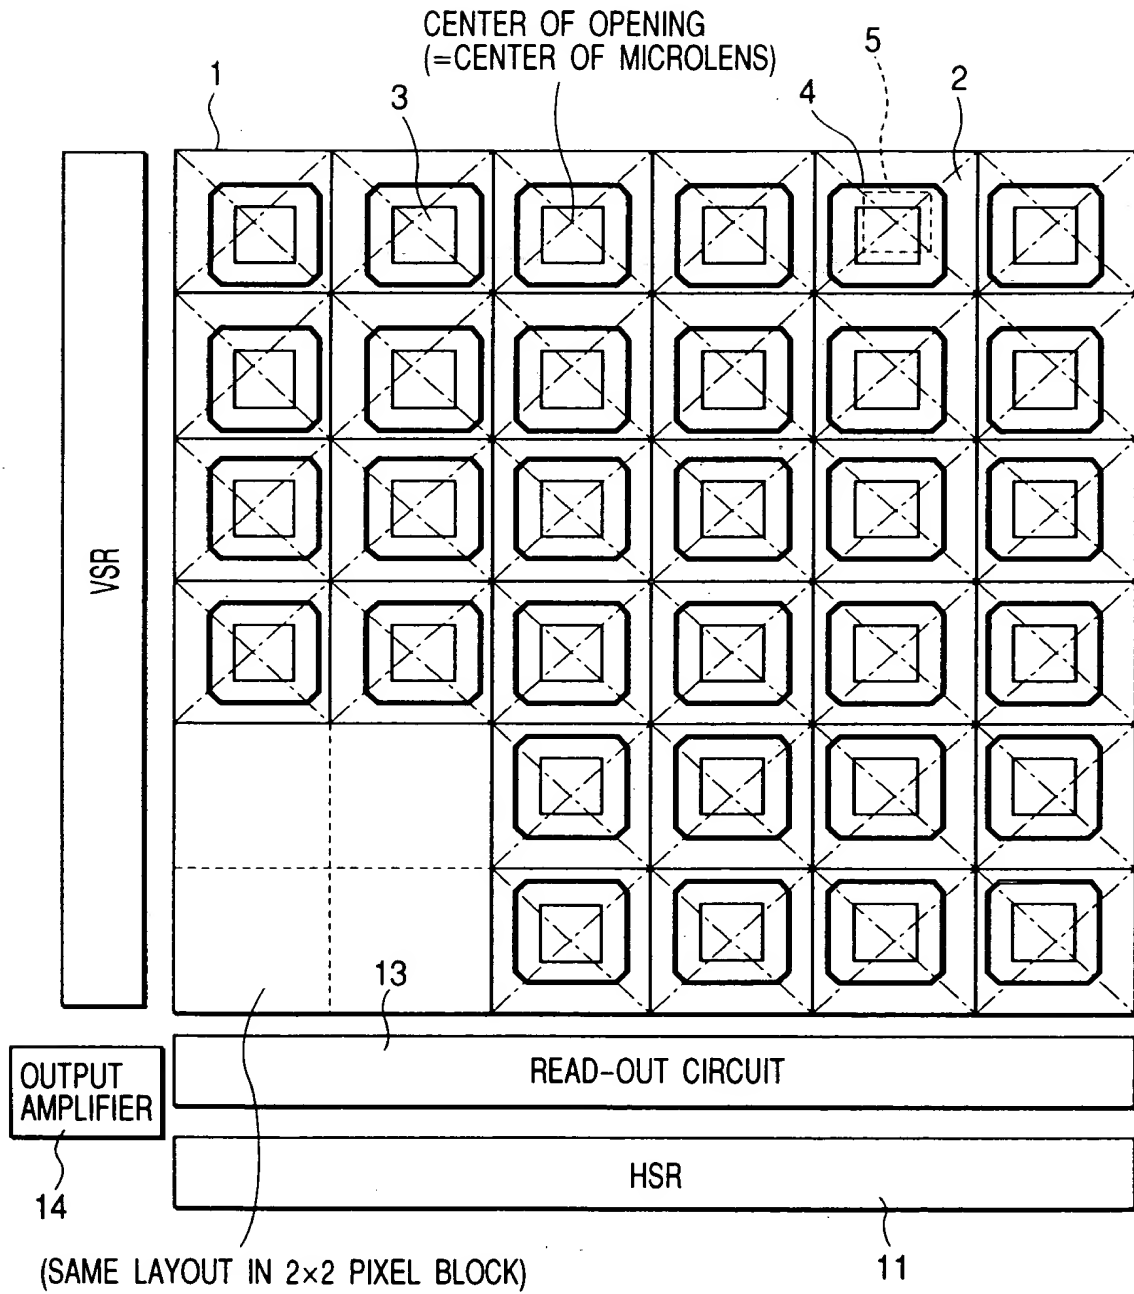 CENTER OF OPENING
(=CENTER OF MICROLENS)
1
3
4
5
2
VSR
13
READ-OUT CIRCUIT
OUTPUT
AMPLIFIER
14
HSR
11
(SAME LAYOUT IN 2×2 PIXEL BLOCK)